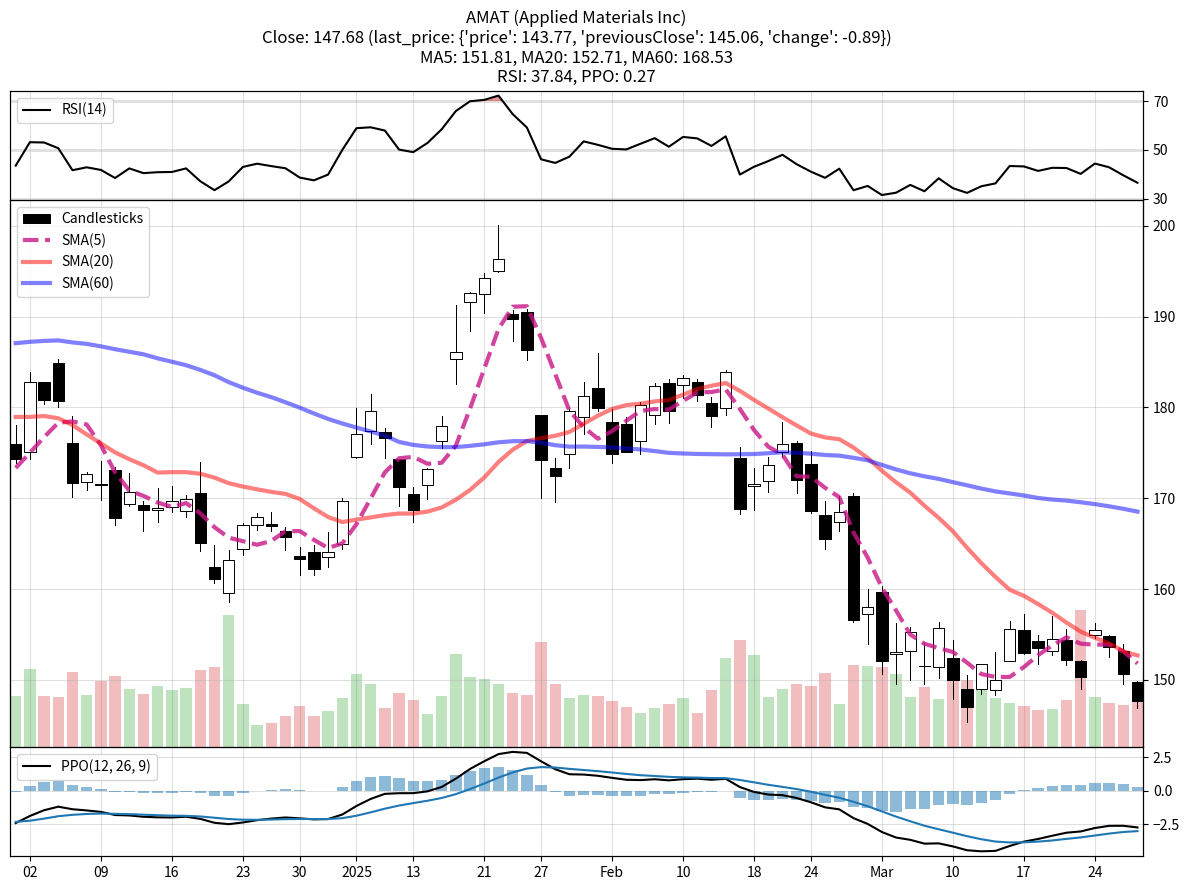 AMAT (Applied Materials Inc)
Close: 147.68 (last_price: {'price': 143.77, 'previousClose': 145.06, 'change': -0.89})
MA5: 151.81, MA20: 152.71, MA60: 168.53
RSI: 37.84, PPO: 0.27
RSI(14)
70
50
30
Candlesticks
SMA(5)
SMA(20)
SMA(60)
200
190
180
170
160
150
PPO(12, 26, 9)
2.5
0.0
−2.5
02 09 16 23 30 2025 13 21 27 Feb 10 18 24 Mar 10 17 24